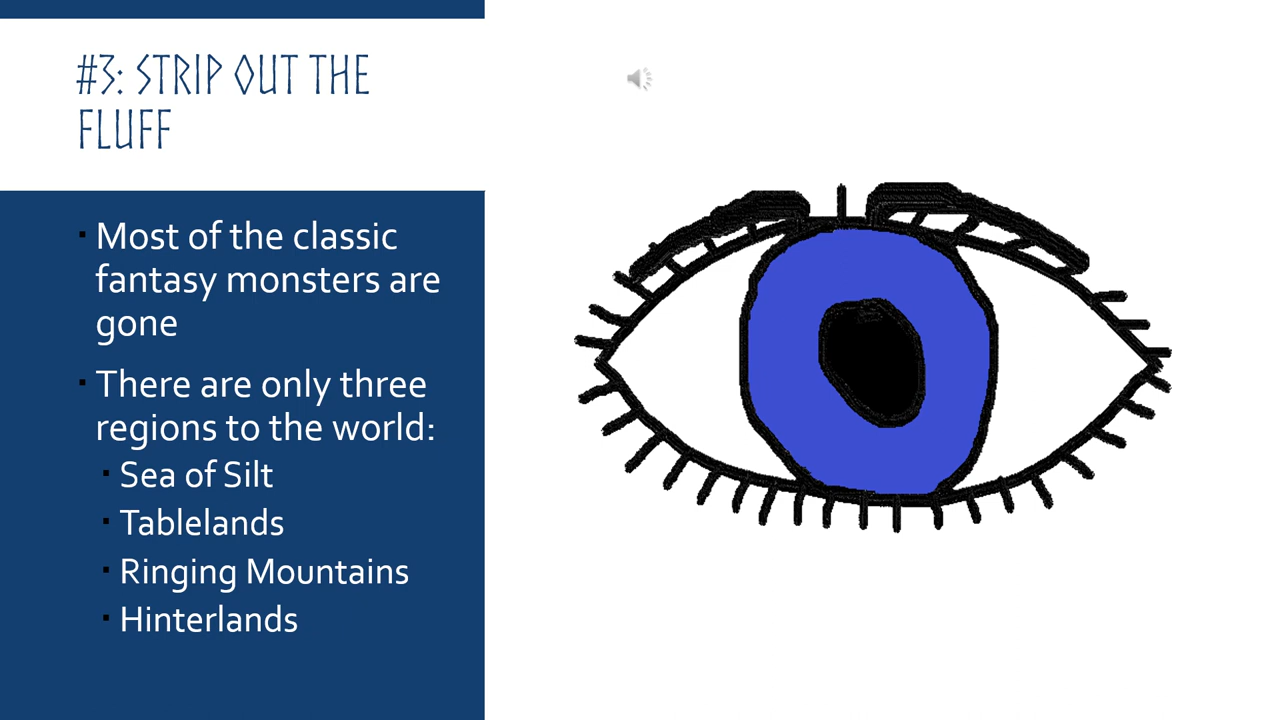 #3: STRIP OUT THE
FLUFF
▪ Most of the classic
fantasy monsters are
gone
▪ There are only three
regions to the world:
▪ Sea of Silt
▪ Tablelands
▪ Ringing Mountains
▪ Hinterlands